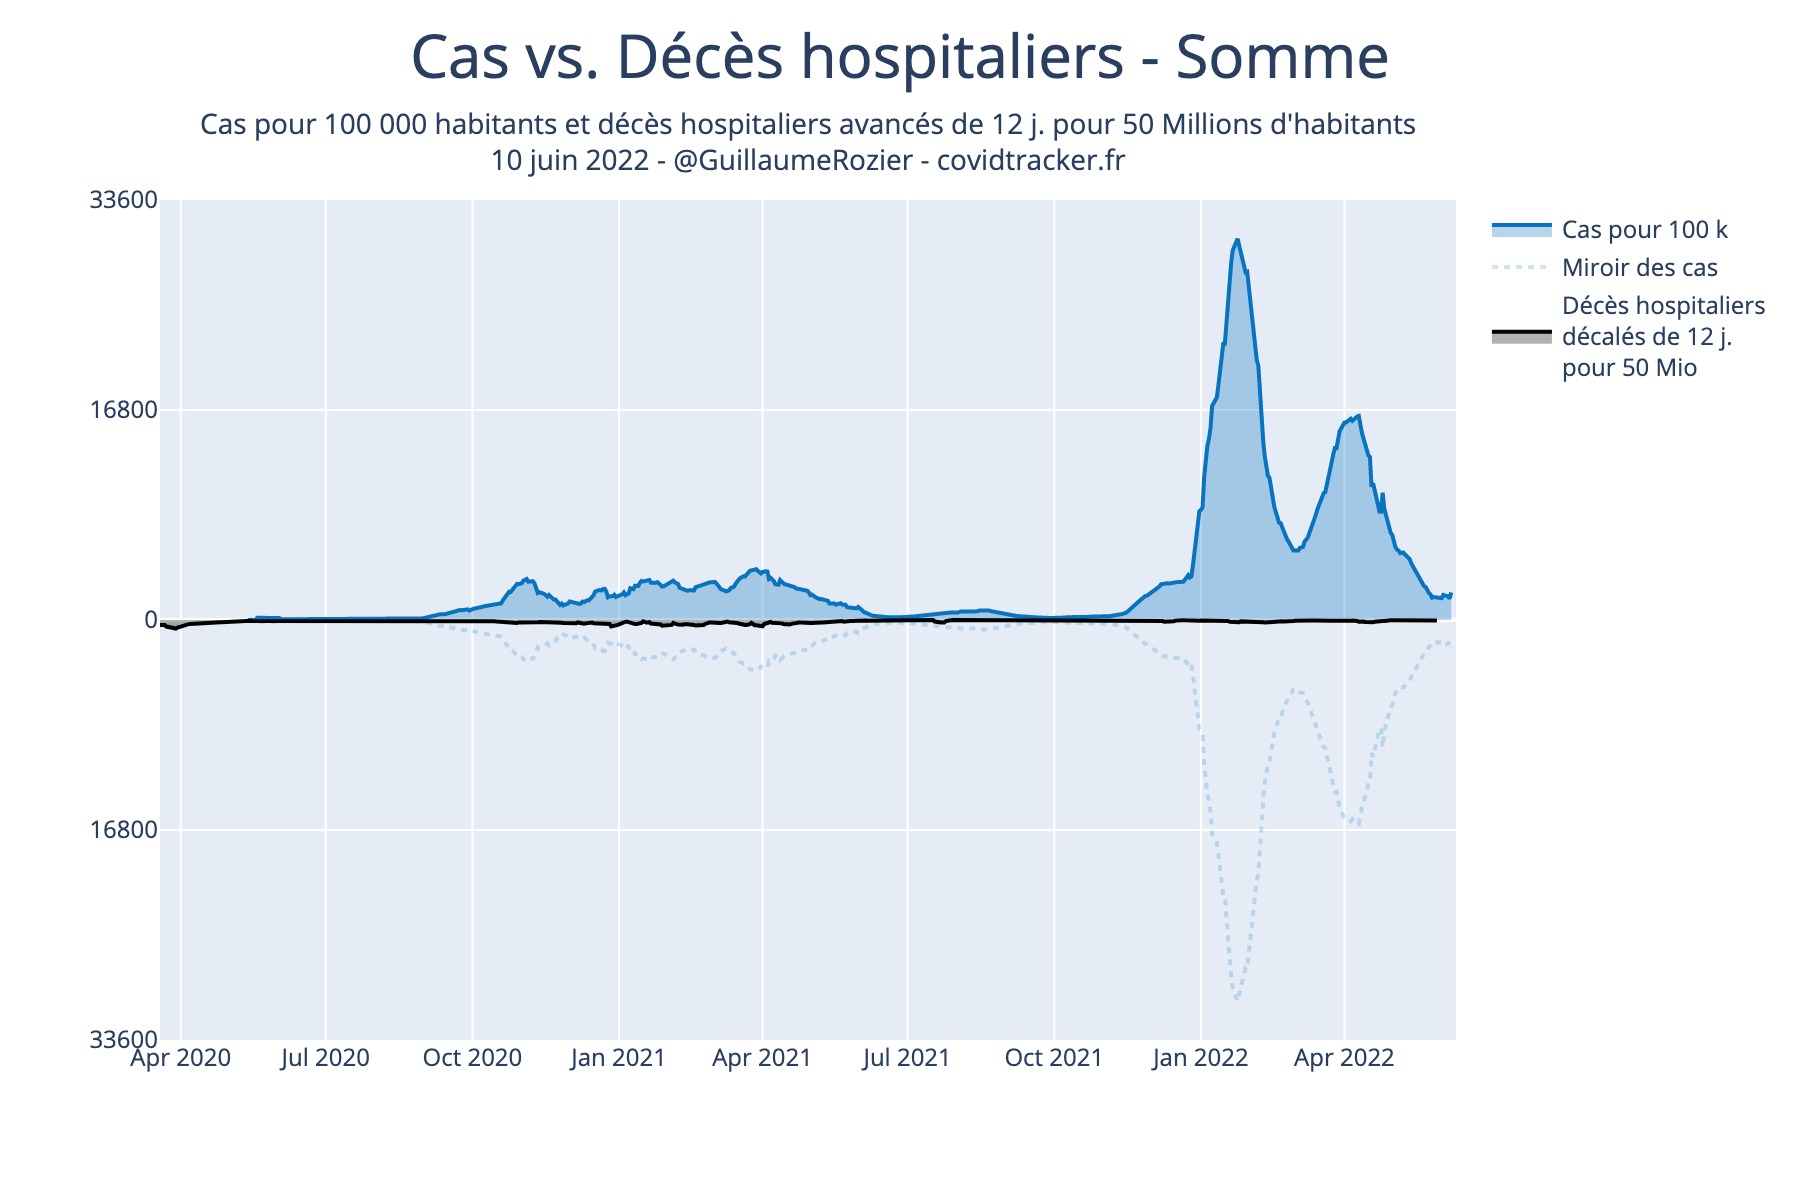 Cas vs. Décès hospitaliers - Somme
Cas pour 100 000 habitants et décès hospitaliers avancés de 12 j. pour 50 Millions d'habitants
10 juin 2022 - @GuillaumeRozier - covidtracker.fr
33600
16800
0
16800
33600
Apr 2020
Jul 2020
Oct 2020
Jan 2021
Apr 2021
Jul 2021
Oct 2021
Jan 2022
Apr 2022
Cas pour 100 k
Miroir des cas
Décès hospitaliers
décalés de 12 j.
pour 50 Mio